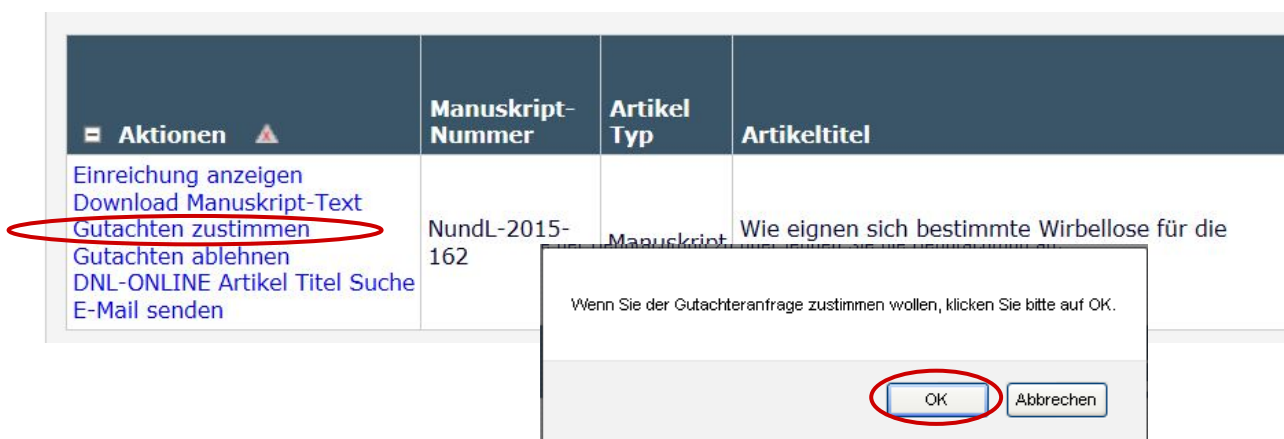 Aktionen
Manuskript-
Nummer
Artikel
Typ
Artikeltitel
Einreichung anzeigen
Download Manuskript-Text
Gutachten zustimmen
Gutachten ablehnen
DNL-ONLINE Artikel Titel Suche
E-Mail senden
NundL-2015-
162
Manuskript
Wie eignen sich bestimmte Wirbellose für die
Wenn Sie der Gutachteranfrage zustimmen wollen, klicken Sie bitte auf OK.
OK
Abbrechen